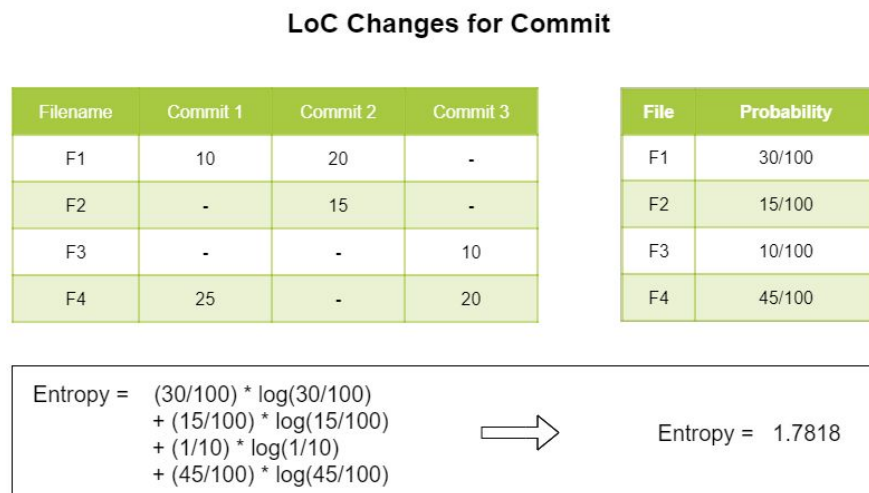 LoC Changes for Commit
Filename Commit 1 Commit 2 Commit 3
F1 10 20 -
F2 - 15 -
F3 - - 10
F4 25 - 20
File Probability
F1 30/100
F2 15/100
F3 10/100
F4 45/100
Entropy = (30/100) * log(30/100)
+ (15/100) * log(15/100)
+ (1/10) * log(1/10)
+ (45/100) * log(45/100)
Entropy = 1.7818